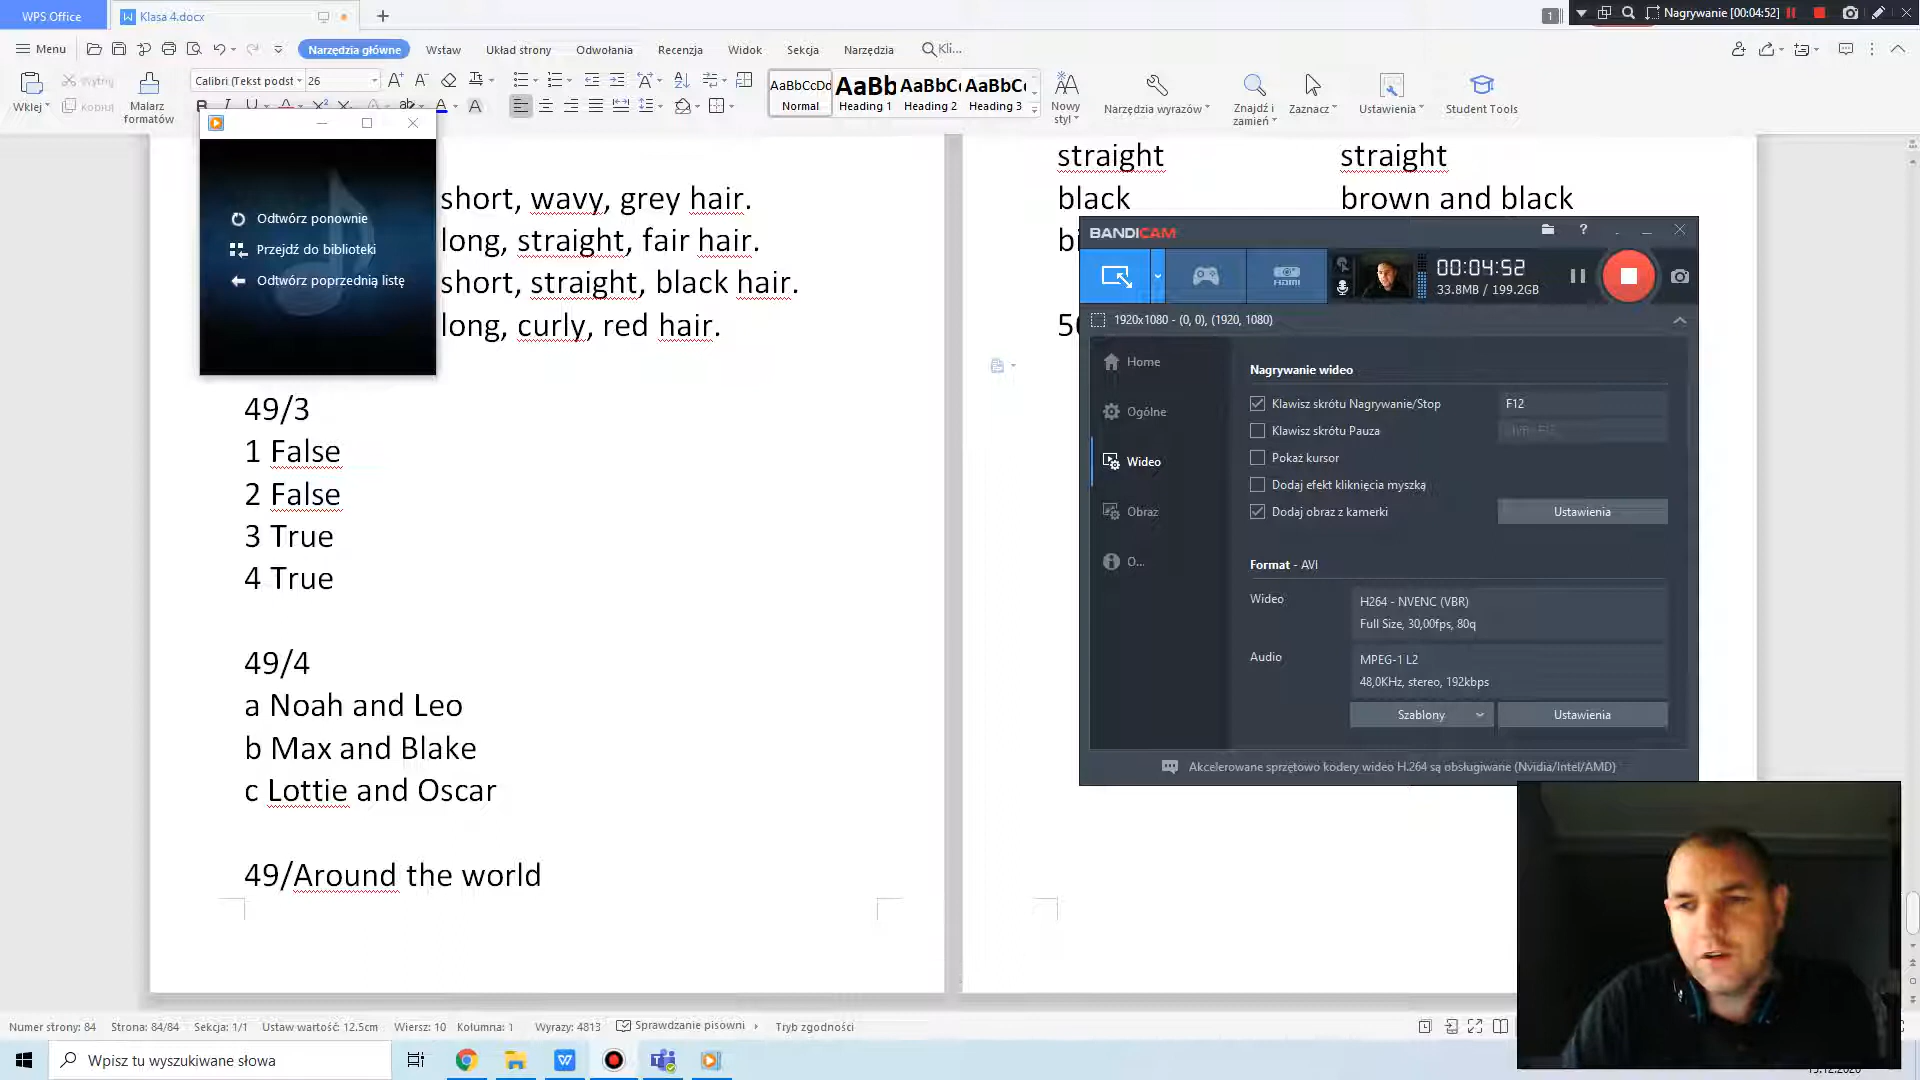 WPS Office
Klasa 4.docx
1
Nagrywanie [00:04:52]
Menu
Narzędzia główne
Wstaw
Układ strony
Odwołania
Recenzja
Widok
Sekcja
Narzędzia
Kli...
Wklej
Wytnij
Kopiuj
Malarz formatów
Calibri (Tekst podst
26
AaBbCcDd
Normal
AaBb
Heading 1
AaBbC
Heading 2
AaBbC
Heading 3
Nowy styl
Narzędzia wyrazów
Znajdź i zamień
Zaznacz
Ustawienia
Student Tools
Odtwórz ponownie
Przejdź do biblioteki
Odtwórz poprzednią listę
short, wavy, grey hair.
long, straight, fair hair.
short, straight, black hair.
long, curly, red hair.
49/3
1 False
2 False
3 True
4 True
49/4
a Noah and Leo
b Max and Blake
c Lottie and Oscar
49/Around the world
straight straight
black brown and black
BANDICAM
00:04:52
33.8MB / 199.2GB
HDMI
1920x1080 - (0, 0), (1920, 1080)
Home
Ogólne
Wideo
Obraz
O...
Nagrywanie wideo
Klawisz skrótu Nagrywanie/Stop F12
Klawisz skrótu Pauza
Pokaż kursor
Dodaj efekt kliknięcia myszką
Dodaj obraz z kamerki Ustawienia
Format - AVI
Wideo
H264 - NVENC (VBR)
Full Size, 30,00fps, 80q
Audio
MPEG-1 L2
48,0KHz, stereo, 192kbps
Szablony Ustawienia
Akcelerowane sprzętowo kodery wideo H.264 są obsługiwane (Nvidia/Intel/AMD)
Numer strony: 84 Strona: 84/84 Sekcja: 1/1 Ustaw wartość: 12.5cm Wiersz: 10 Kolumna: 1 Wyrazy: 4813 Sprawdzanie pisowni Tryb zgodności
Wpisz tu wyszukiwane słowa